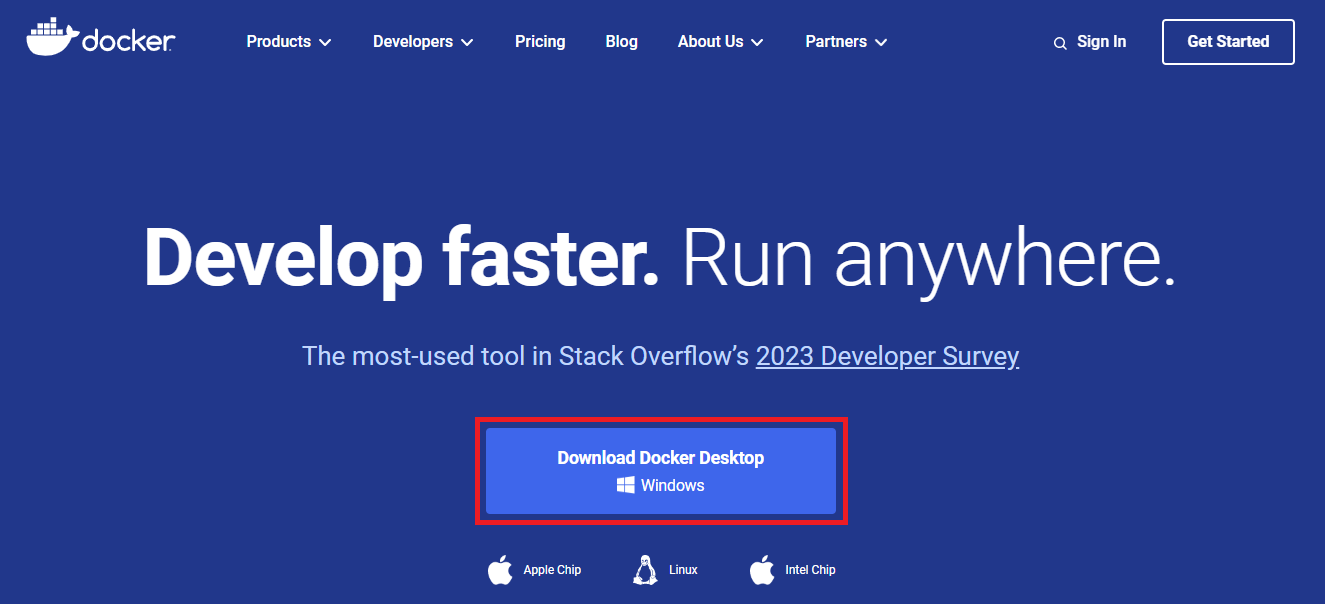 docker
Products
Developers
Pricing
Blog
About Us
Partners
Sign In
Get Started
Develop faster. Run anywhere.
The most-used tool in Stack Overflow’s 2023 Developer Survey
Download Docker Desktop
Windows
Apple Chip
Linux
Intel Chip